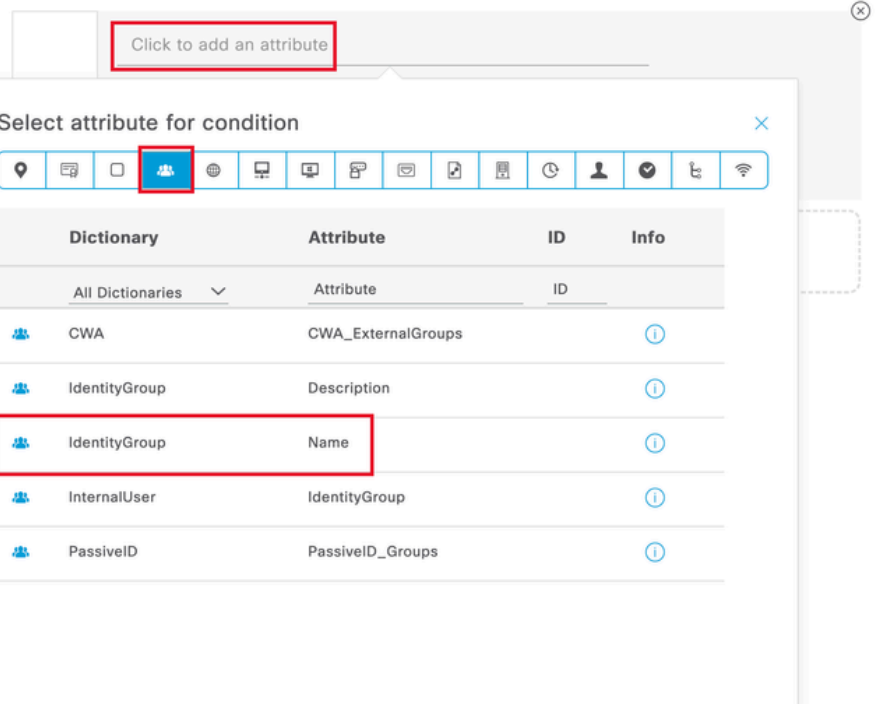 Click to add an attribute
Select attribute for condition
Dictionary Attribute ID Info
All Dictionaries Attribute ID
CWA CWA_ExternalGroups
IdentityGroup Description
IdentityGroup Name
InternalUser IdentityGroup
PassiveID PassiveID_Groups